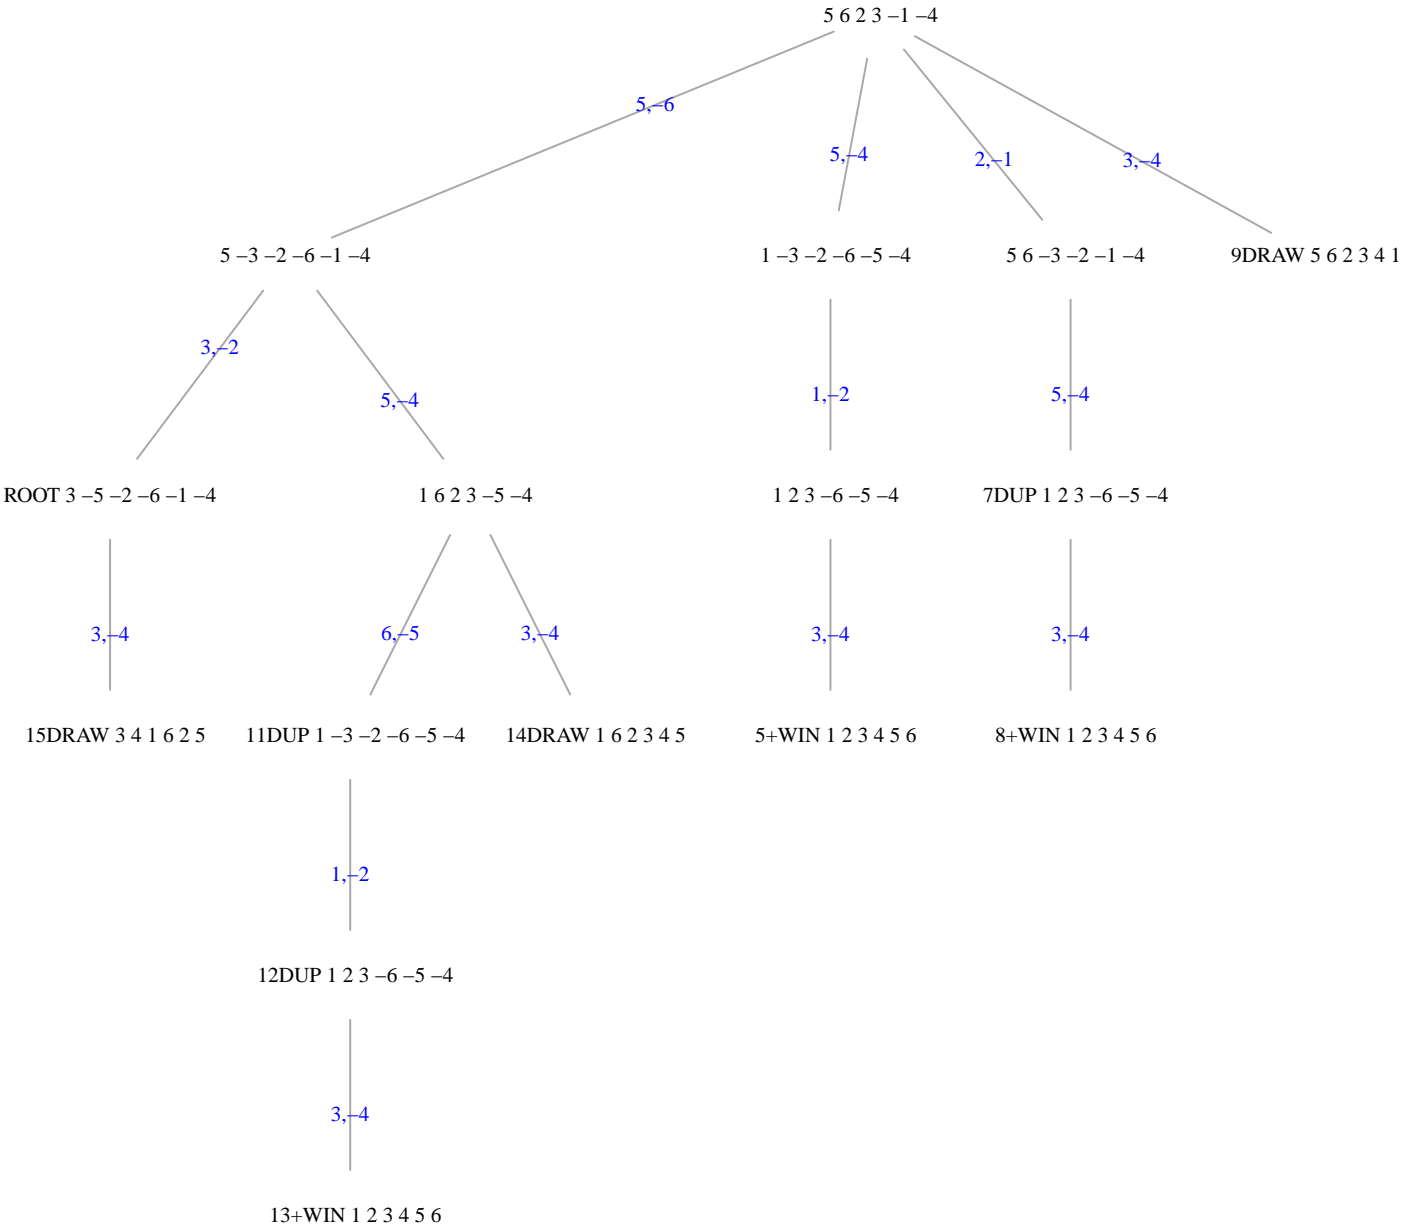 5 6 2 3 –1 –4
5,–6
5,–4
2,–1
3,–4
5 –3 –2 –6 –1 –4
1 –3 –2 –6 –5 –4
5 6 –3 –2 –1 –4
9DRAW 5 6 2 3 4 1
3,–2
5,–4
1,–2
5,–4
ROOT 3 –5 –2 –6 –1 –4
1 6 2 3 –5 –4
1 2 3 –6 –5 –4
7DUP 1 2 3 –6 –5 –4
3,–4
6,–5
3,–4
3,–4
3,–4
15DRAW 3 4 1 6 2 5
11DUP 1 –3 –2 –6 –5 –4
14DRAW 1 6 2 3 4 5
5+WIN 1 2 3 4 5 6
8+WIN 1 2 3 4 5 6
1,–2
12DUP 1 2 3 –6 –5 –4
3,–4
13+WIN 1 2 3 4 5 6